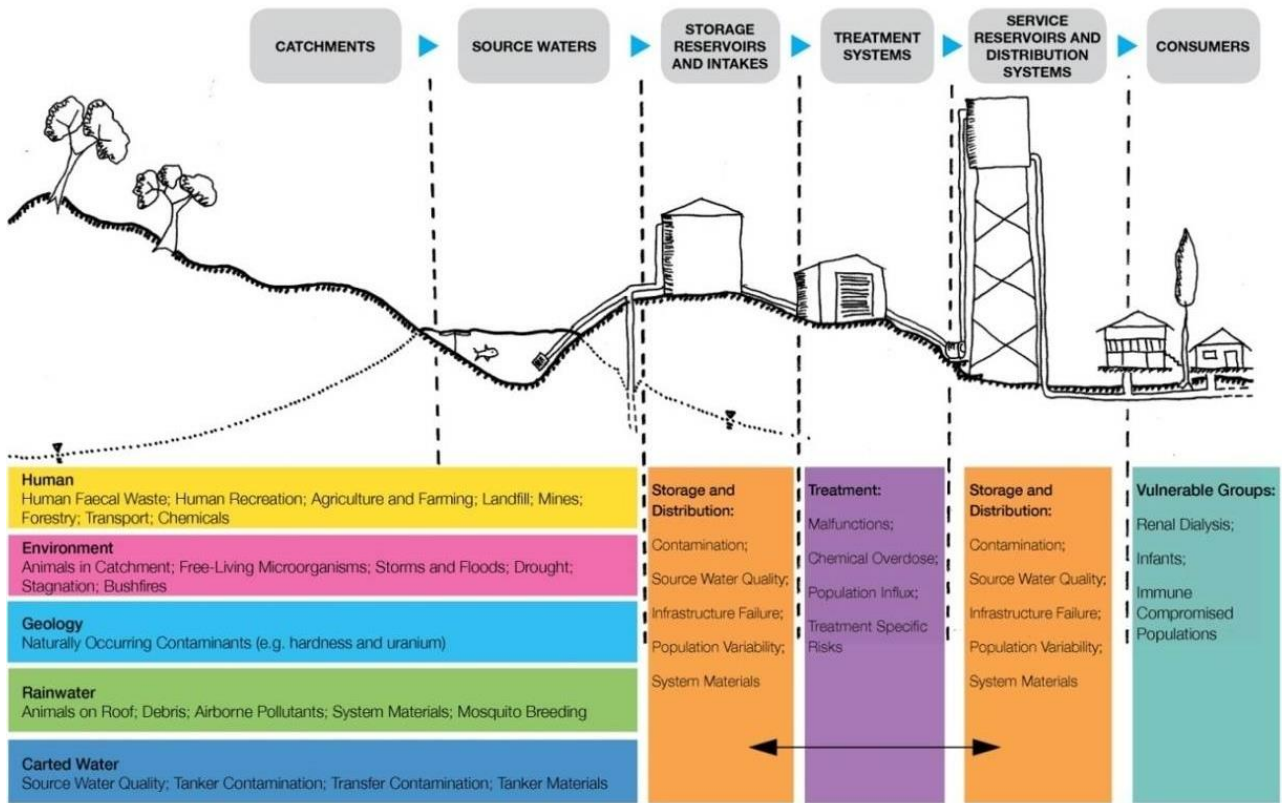 CATCHMENTS
SOURCE WATERS
STORAGE
RESERVOIRS
AND INTAKES
TREATMENT
SYSTEMS
SERVICE
RESERVOIRS AND
DISTRIBUTION
SYSTEMS
CONSUMERS
Human
Human Faecal Waste; Human Recreation; Agriculture and Farming; Landfill; Mines;
Forestry; Transport; Chemicals
Environment
Animals in Catchment; Free-Living Microorganisms; Storms and Floods; Drought;
Stagnation; Bushfires
Geology
Naturally Occurring Contaminants (e.g. hardness and uranium)
Rainwater
Animals on Roof; Debris; Airborne Pollutants; System Materials; Mosquito Breeding
Carted Water
Source Water Quality; Tanker Contamination; Transfer Contamination; Tanker Materials
Storage and
Distribution:
Contamination;
Source Water Quality;
Infrastructure Failure;
Population Variability;
System Materials
Treatment:
Malfunctions;
Chemical Overdose;
Population Influx;
Treatment Specific
Risks
Storage and
Distribution:
Contamination;
Source Water Quality;
Infrastructure Failure;
Population Variability;
System Materials
Vulnerable Groups:
Renal Dialysis;
Infants;
Immune
Compromised
Populations